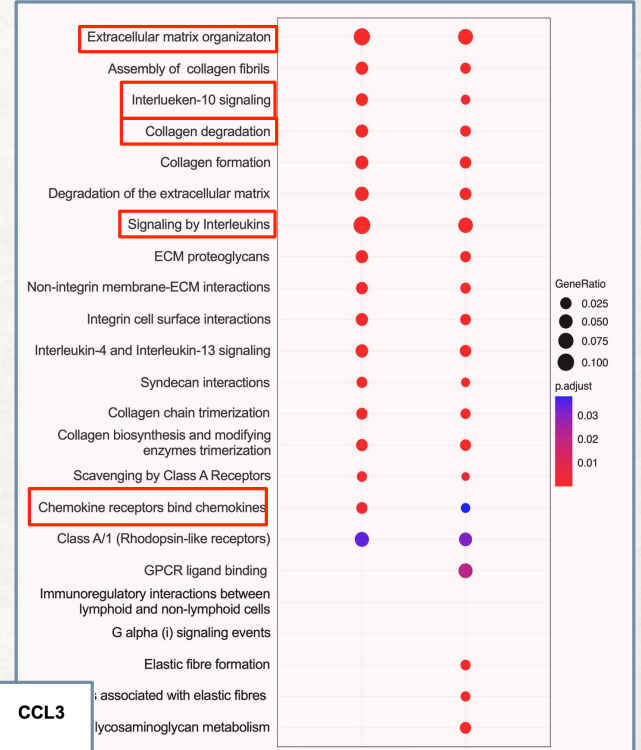 Extracellular matrix organizaton
Assembly of collagen fibrils
Interlueken-10 signaling
Collagen degradation
Collagen formation
Degradation of the extracellular matrix
Signaling by Interleukins
ECM proteoglycans
Non-integrin membrane-ECM interactions
Integrin cell surface interactions
Interleukin-4 and Interleukin-13 signaling
Syndecan interactions
Collagen chain trimerization
Collagen biosynthesis and modifying
enzymes trimerization
Scavenging by Class A Receptors
Chemokine receptors bind chemokines
Class A/1 (Rhodopsin-like receptors)
GPCR ligand binding
Immunoregulatory interactions between
lymphoid and non-lymphoid cells
G alpha (i) signaling events
Elastic fibre formation
associated with elastic fibres
lycosaminoglycan metabolism
CCL3
GeneRatio
0.025
0.050
0.075
0.100
p.adjust
0.03
0.02
0.01